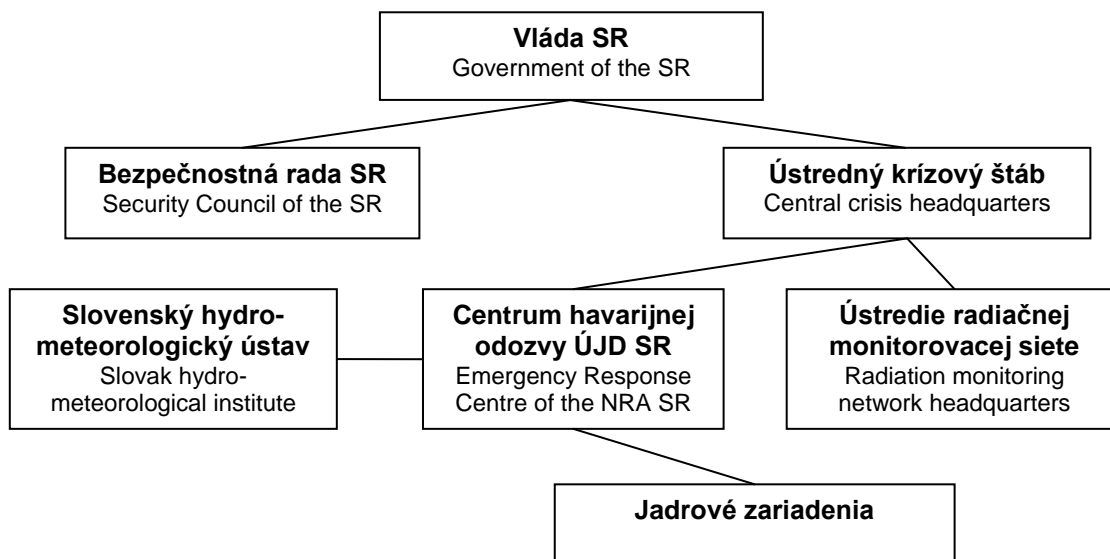 Vláda SR
Government of the SR
Bezpečnostná rada SR
Security Council of the SR
Ústredný krízový štáb
Central crisis headquarters
Slovenský hydro-
meteorologický ústav
Slovak hydro-
meteorological institute
Centrum havarijnej
odozvy ÚJD SR
Emergency Response
Centre of the NRA SR
Ústredie radiačnej
monitorovacej siete
Radiation monitoring
network headquarters
Jadrové zariadenia